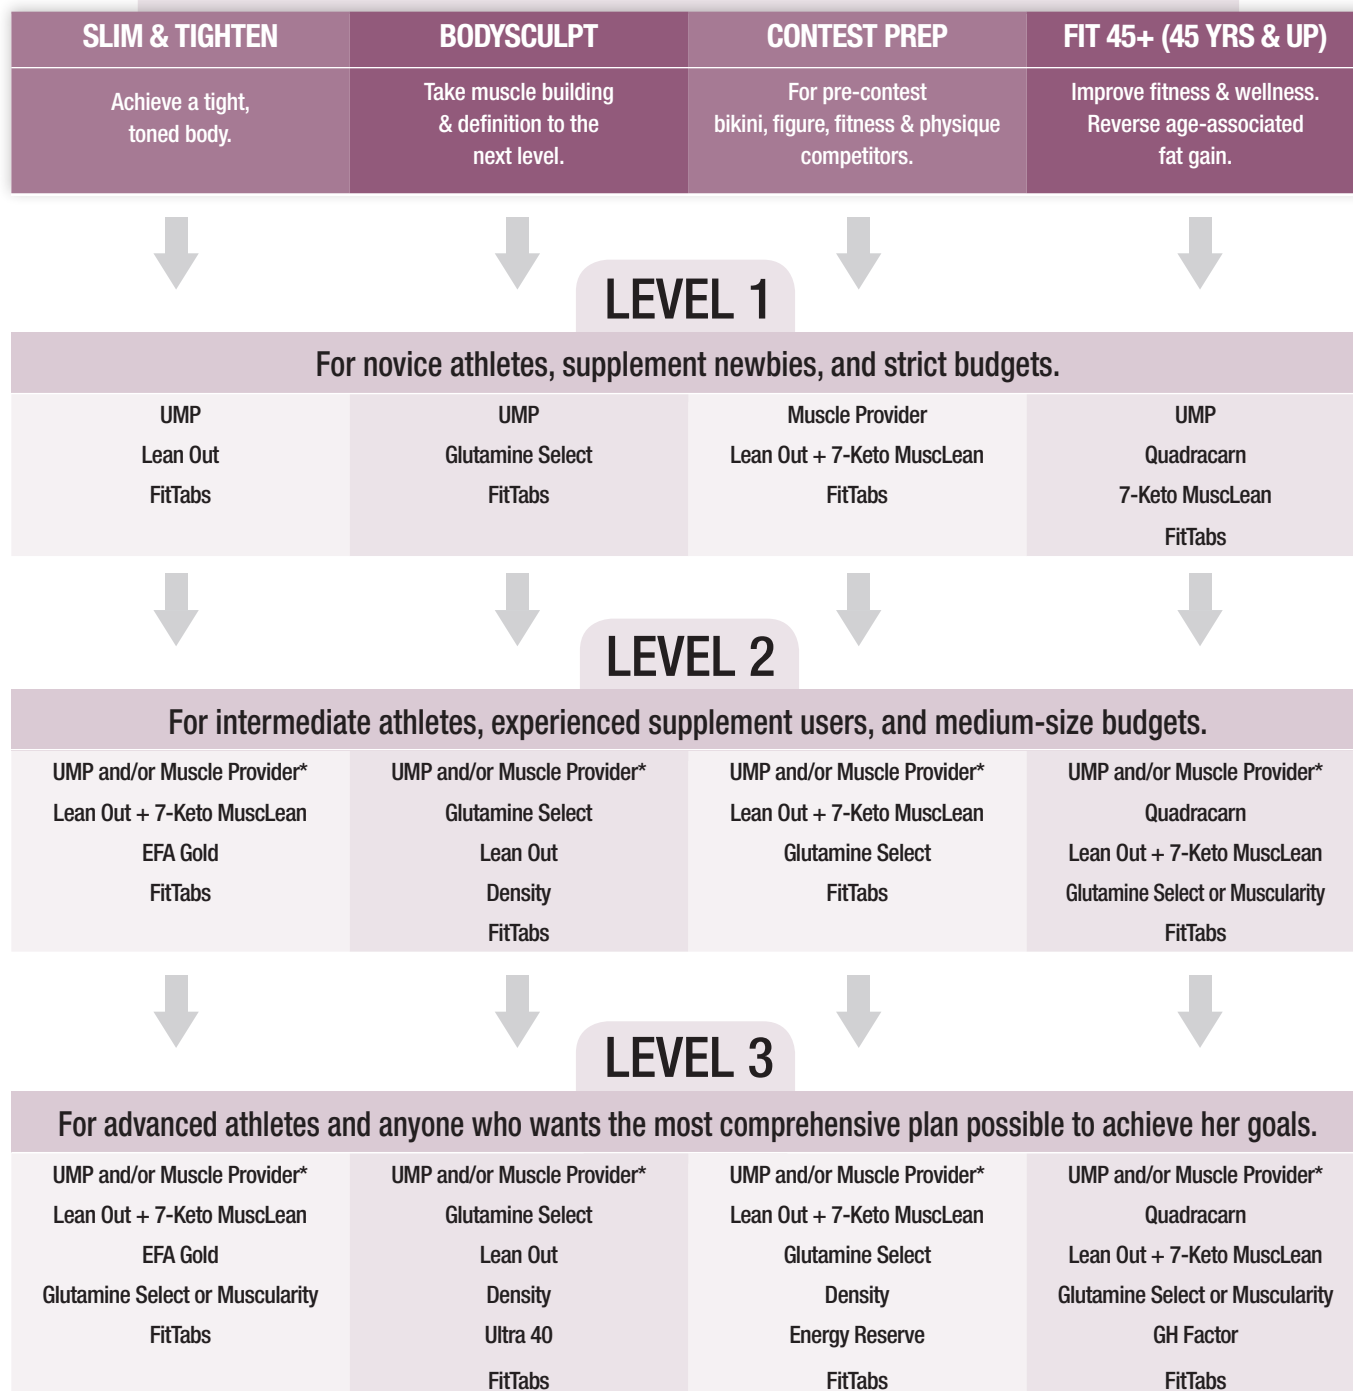 SLIM & TIGHTEN
Achieve a tight,
toned body.
BODYSCULPT
Take muscle building
& definition to the
next level.
CONTEST PREP
For pre-contest
bikini, figure, fitness & physique
competitors.
FIT 45+ (45 YRS & UP)
Improve fitness & wellness.
Reverse age-associated
fat gain.
LEVEL 1
For novice athletes, supplement newbies, and strict budgets.
UMP
Lean Out
FitTabs
UMP
Glutamine Select
FitTabs
Muscle Provider
Lean Out + 7-Keto MuscLean
FitTabs
UMP
Quadracarn
7-Keto MuscLean
FitTabs
LEVEL 2
For intermediate athletes, experienced supplement users, and medium-size budgets.
UMP and/or Muscle Provider*
Lean Out + 7-Keto MuscLean
EFA Gold
FitTabs
UMP and/or Muscle Provider*
Glutamine Select
Lean Out
Density
FitTabs
UMP and/or Muscle Provider*
Lean Out + 7-Keto MuscLean
Glutamine Select
FitTabs
UMP and/or Muscle Provider*
Quadracarn
Lean Out + 7-Keto MuscLean
Glutamine Select or Muscularity
FitTabs
LEVEL 3
For advanced athletes and anyone who wants the most comprehensive plan possible to achieve her goals.
UMP and/or Muscle Provider*
Lean Out + 7-Keto MuscLean
EFA Gold
Glutamine Select or Muscularity
FitTabs
UMP and/or Muscle Provider*
Glutamine Select
Lean Out
Density
Ultra 40
FitTabs
UMP and/or Muscle Provider*
Lean Out + 7-Keto MuscLean
Glutamine Select
Density
Energy Reserve
FitTabs
UMP and/or Muscle Provider*
Quadracarn
Lean Out + 7-Keto MuscLean
Glutamine Select or Muscularity
GH Factor
FitTabs